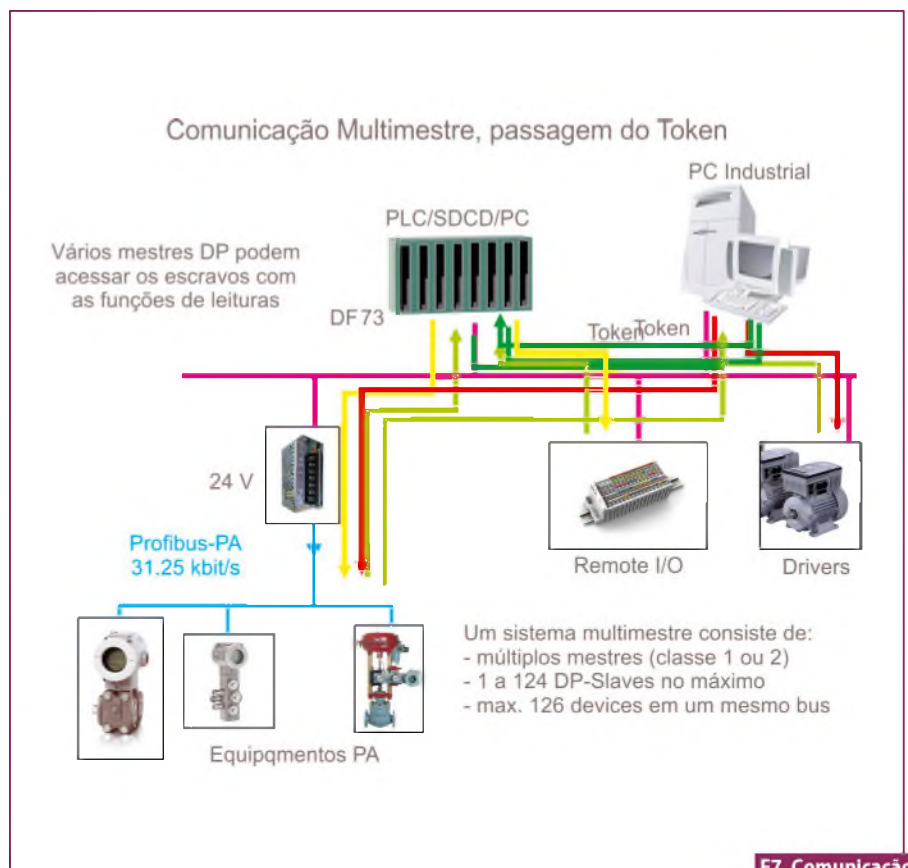 Comunicação Multimestre, passagem do Token
PC Industrial
PLC/SDCD/PC
Vários mestres DP podem
acessar os escravos com
as funções de leituras
DF73
Token
Token
24 V
Profibus-PA
31.25 kbit/s
Remote I/O
Drivers
Um sistema multimestre consiste de:
- múltiplos mestres (classe 1 ou 2)
- 1 a 124 DP-Slaves no máximo
- max. 126 devices em um mesmo bus
Equipqmentos PA
F7. Comunicação